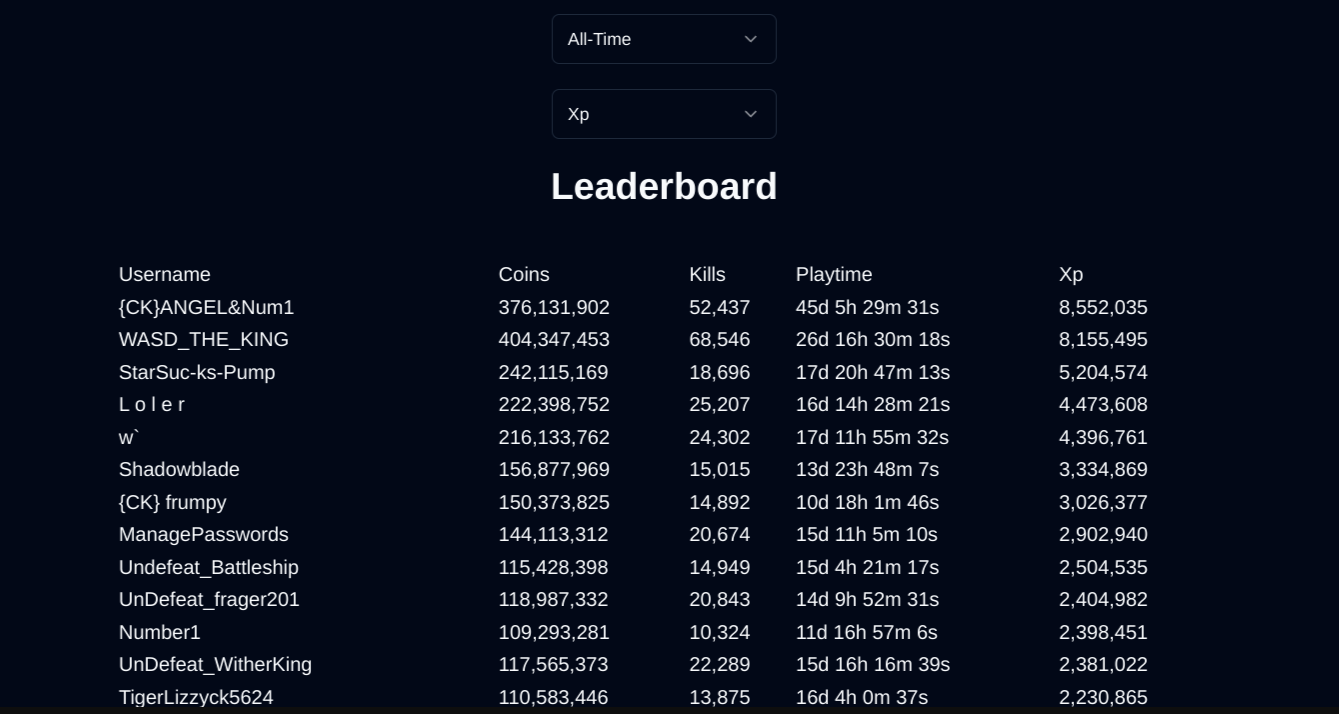 All-Time
Xp
Leaderboard
Username Coins Kills Playtime Xp
{CK}ANGEL&Num1 376,131,902 52,437 45d 5h 29m 31s 8,552,035
WASD_THE_KING 404,347,453 68,546 26d 16h 30m 18s 8,155,495
StarSuc-ks-Pump 242,115,169 18,696 17d 20h 47m 13s 5,204,574
L o l e r 222,398,752 25,207 16d 14h 28m 21s 4,473,608
w` 216,133,762 24,302 17d 11h 55m 32s 4,396,761
Shadowblade 156,877,969 15,015 13d 23h 48m 7s 3,334,869
{CK} frumpy 150,373,825 14,892 10d 18h 1m 46s 3,026,377
ManagePasswords 144,113,312 20,674 15d 11h 5m 10s 2,902,940
Undefeat_Battleship 115,428,398 14,949 15d 4h 21m 17s 2,504,535
UnDefeat_frager201 118,987,332 20,843 14d 9h 52m 31s 2,404,982
Number1 109,293,281 10,324 11d 16h 57m 6s 2,398,451
UnDefeat_WitherKing 117,565,373 22,289 15d 16h 16m 39s 2,381,022
TigerLizzyck5624 110,583,446 13,875 16d 4h 0m 37s 2,230,865